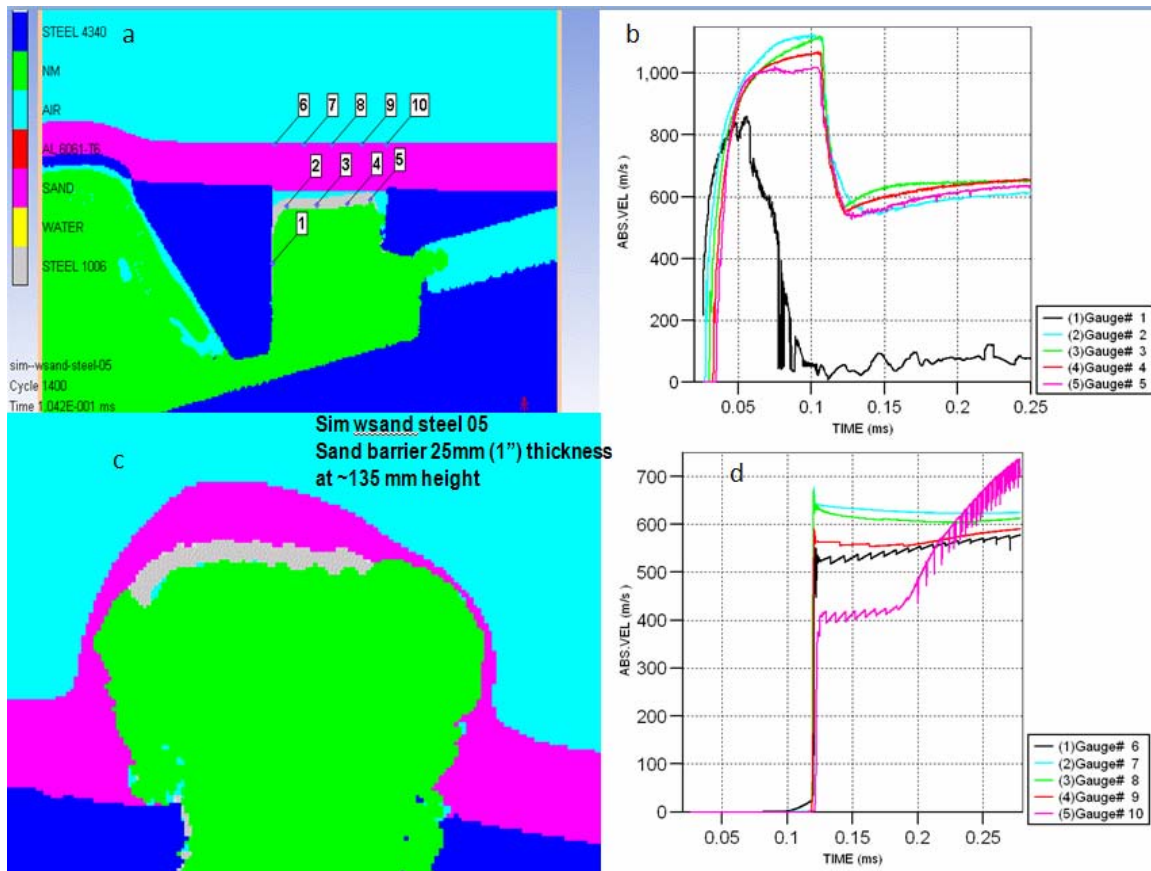 STEEL 4340
NM
AIR
AL 6061-T6
SAND
WATER
STEEL 1006
a
6 7 8 9 10
2 3 4 5
1
sim--wsand-steel-05
Cycle 1400
Time 1.042E-001 ms
b
1,000
800
600
400
200
0
ABS.VEL (m/s)
0.05 0.1 0.15 0.2 0.25
TIME (ms)
(1)Gauge# 1
(2)Gauge# 2
(3)Gauge# 3
(4)Gauge# 4
(5)Gauge# 5
c
Sim wsand steel 05
Sand barrier 25mm (1”) thickness
at ~135 mm height
d
700
600
500
400
300
200
100
0
ABS.VEL (m/s)
0.05 0.1 0.15 0.2 0.25
TIME (ms)
(1)Gauge# 6
(2)Gauge# 7
(3)Gauge# 8
(4)Gauge# 9
(5)Gauge# 10